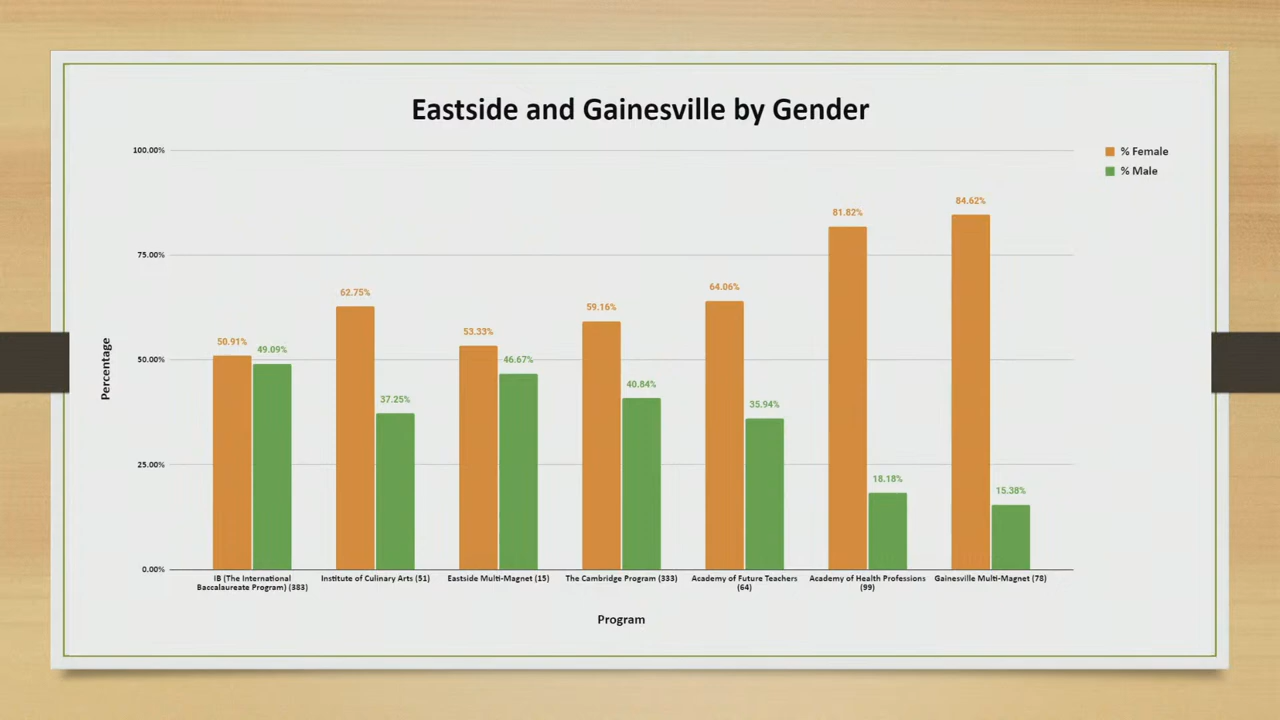 Eastside and Gainesville by Gender
100.00%
75.00%
50.00%
25.00%
0.00%
Percentage
% Female
% Male
50.91%
49.09%
62.75%
37.25%
53.33%
46.67%
59.16%
40.84%
64.06%
35.94%
81.82%
18.18%
84.62%
15.38%
IB (The International
Baccalaureate Program) (383)
Institute of Culinary Arts (51)
Eastside Multi-Magnet (15)
The Cambridge Program (333)
Academy of Future Teachers
(64)
Academy of Health Professions
(99)
Gainesville Multi-Magnet (78)
Program